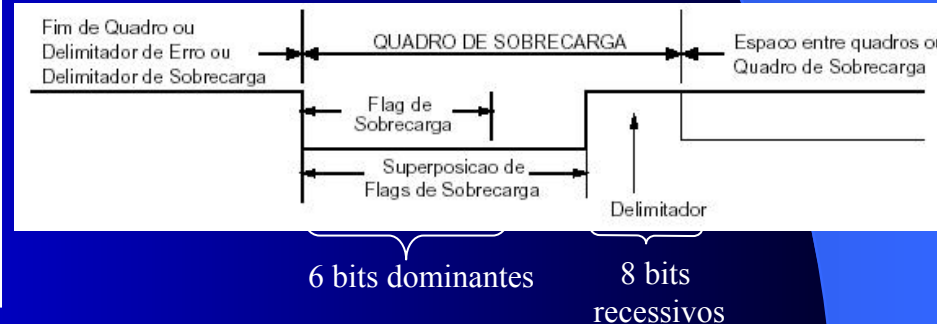 Fim de Quadro ou
Delimitador de Erro ou
Delimitador de Sobrecarga
QUADRO DE SOBRECARGA
Espaco entre quadros ou
Quadro de Sobrecarga
Flag de
Sobrecarga
Superposicao de
Flags de Sobrecarga
Delimitador
6 bits dominantes
8 bits
recessivos